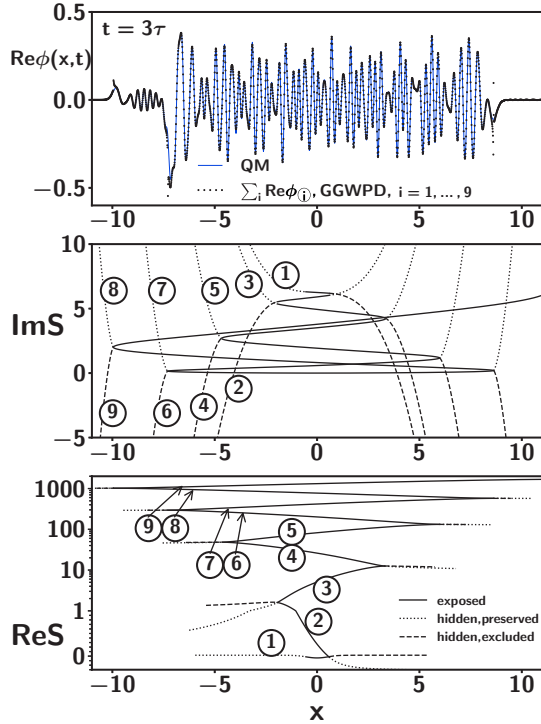 t = 3τ
Reϕ(x,t)
0.5
0.0
−0.5
QM
∑ᵢ Reϕⓘ, GGWPD, i = 1, ..., 9
−10 −5 0 5 10
ImS
10
5
0
−5
8 7 5 3 1
9 6 4 2
−10 −5 0 5 10
ReS
1000
100
10
1
0
9 8 7 6 5
4
3
2
1
exposed
hidden,preserved
hidden,excluded
−10 −5 0 5 10
x